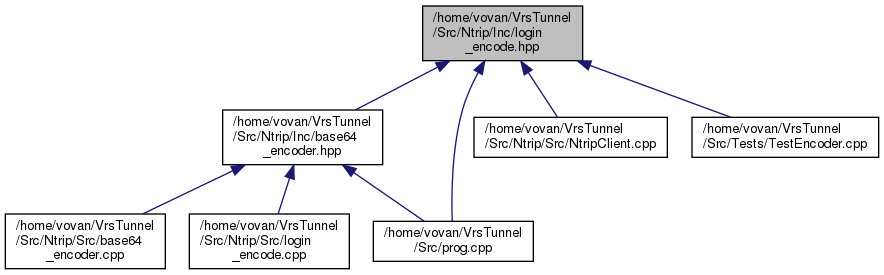 /home/vovan/VrsTunnel
/Src/Ntrip/Inc/login
_encode.hpp
/home/vovan/VrsTunnel
/Src/Ntrip/Inc/base64
_encoder.hpp
/home/vovan/VrsTunnel
/Src/Ntrip/Src/NtripClient.cpp
/home/vovan/VrsTunnel
/Src/Tests/TestEncoder.cpp
/home/vovan/VrsTunnel
/Src/Ntrip/Src/base64
_encoder.cpp
/home/vovan/VrsTunnel
/Src/Ntrip/Src/login
_encode.cpp
/home/vovan/VrsTunnel
/Src/prog.cpp